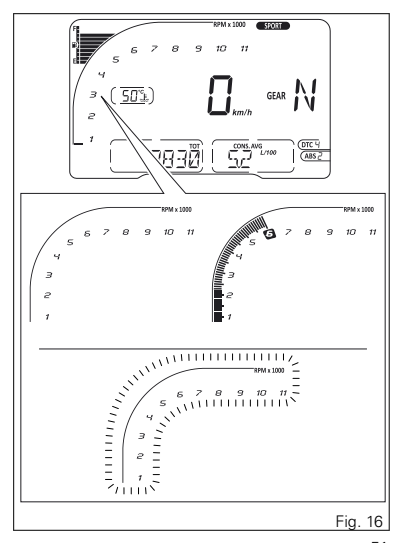 RPM x 1000 SPORT
F
1 2 3 4 5 6 7 8 9 10 11
0 km/h
GEAR N
TOT
CONS. AVG
5.2 L/100
DTC 4
ABS 2
RPM x 1000
1 2 3 4 5 6 7 8 9 10 11
RPM x 1000
1 2 3 4 5 6 7 8 9 10 11
RPM x 1000
1 2 3 4 5 6 7 8 9 10 11
Fig. 16